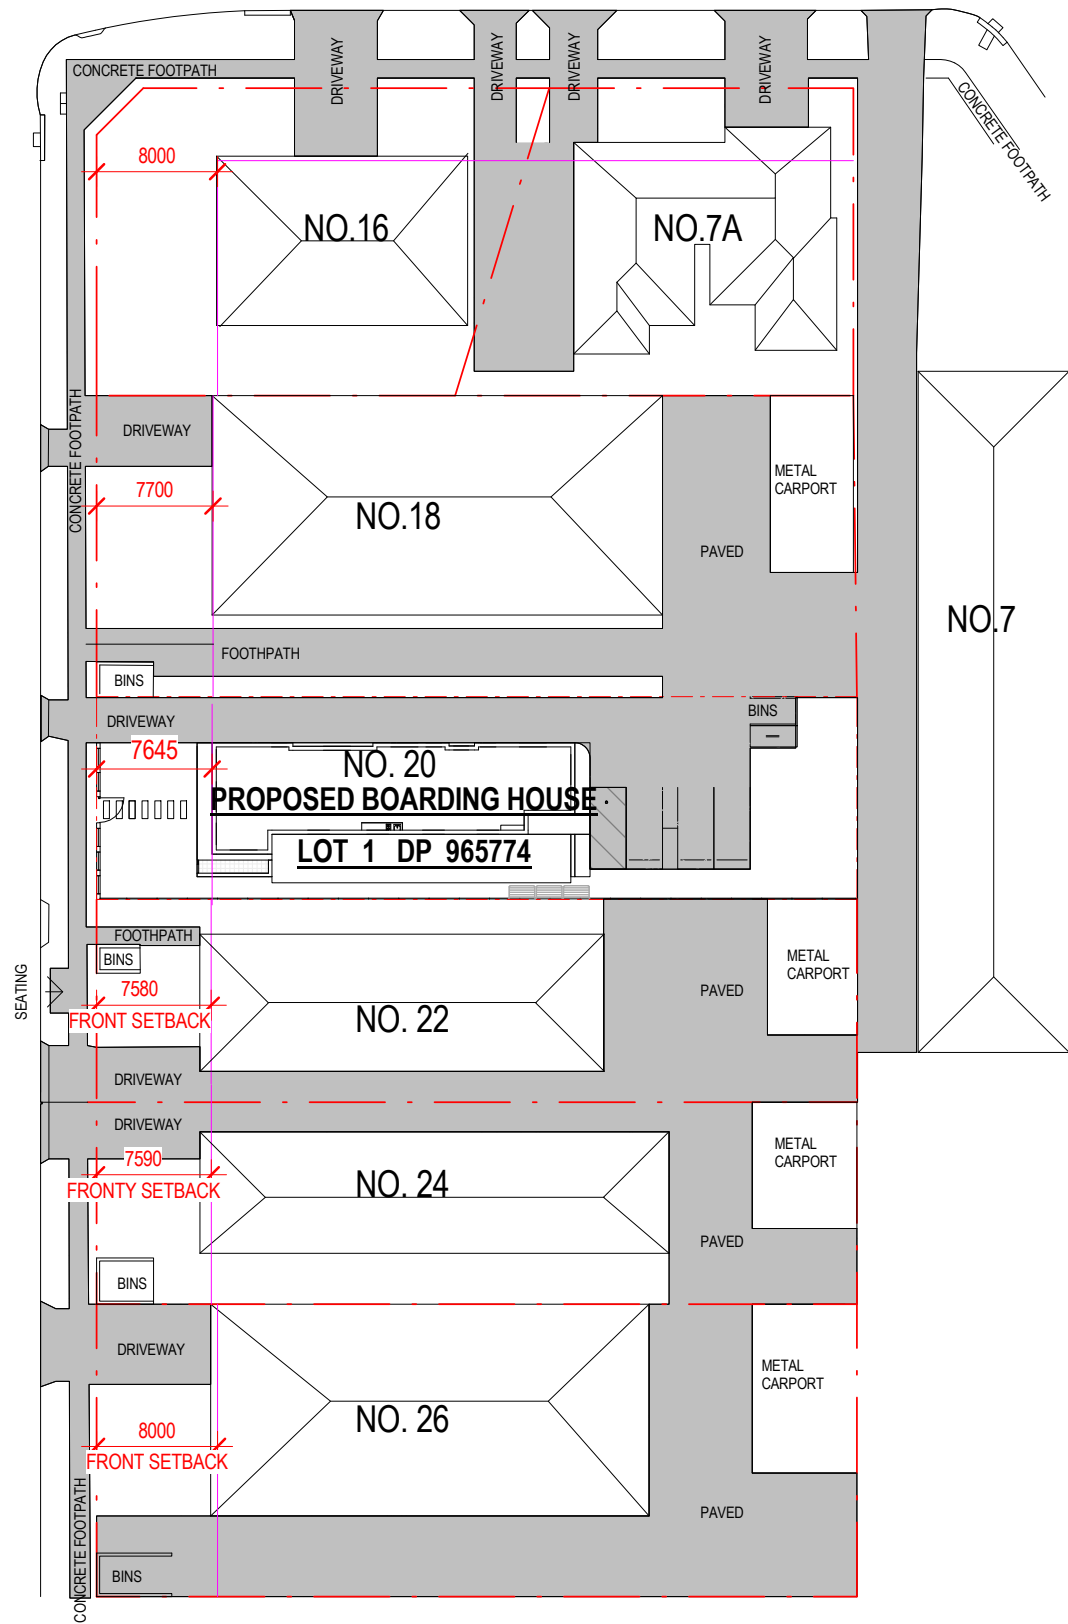 CONCRETE FOOTPATH
DRIVEWAY
DRIVEWAY
DRIVEWAY
DRIVEWAY
CONCRETE FOOTPATH
8000
NO.16
NO.7A
CONCRETE FOOTPATH
DRIVEWAY
7700
NO.18
METAL
CARPORT
PAVED
NO.7
FOOTHPATH
BINS
DRIVEWAY
BINS
7645
NO. 20
PROPOSED BOARDING HOUSE
LOT 1 DP 965774
FOOTHPATH
BINS
METAL
CARPORT
SEATING
7580
FRONT SETBACK
NO. 22
PAVED
DRIVEWAY
DRIVEWAY
7590
FRONTY SETBACK
NO. 24
METAL
CARPORT
PAVED
BINS
DRIVEWAY
METAL
CARPORT
8000
FRONT SETBACK
NO. 26
CONCRETE FOOTPATH
PAVED
BINS